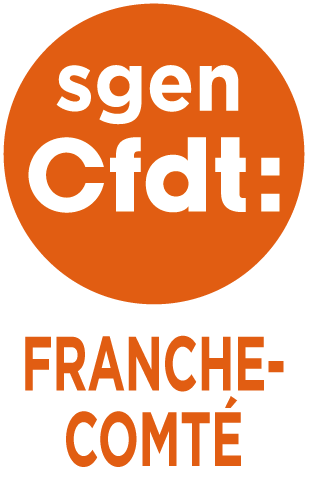 sgen
Cfdt:
FRANCHE-
COMTÉ